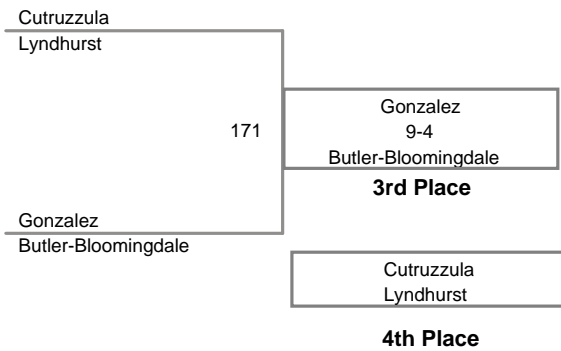 Cutruzzula
Lyndhurst
171
Gonzalez
9-4
Butler-Bloomingdale
3rd Place
Gonzalez
Butler-Bloomingdale
Cutruzzula
Lyndhurst
4th Place